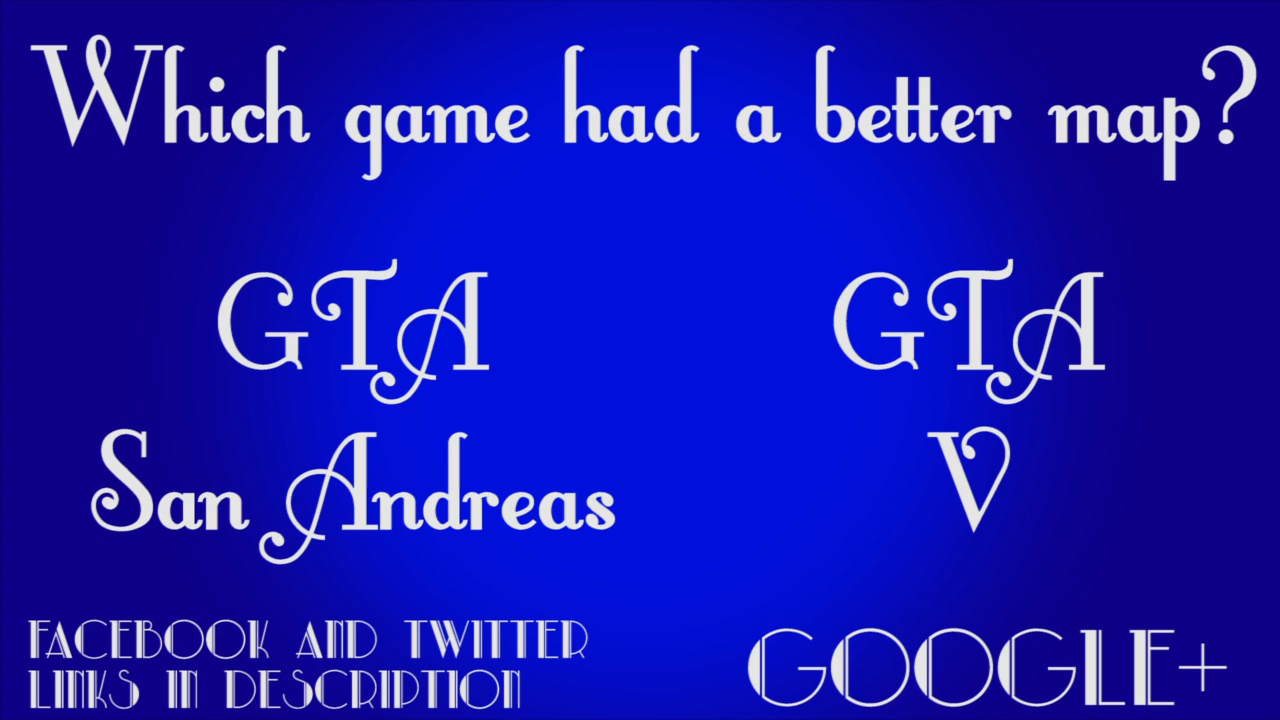 Which game had a better map?
GTA
San Andreas
GTA
V
FACEBOOK AND TWITTER
LINKS IN DESCRIPTION
GOOGLE+